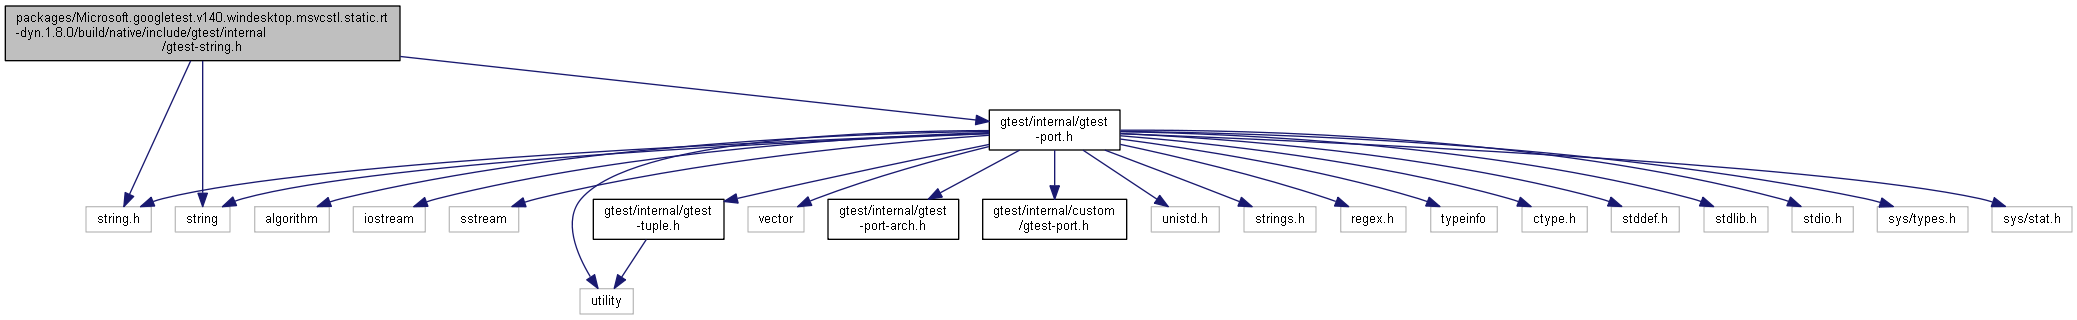 packages/Microsoft.googletest.v140.windesktop.msvcstl.static.rt
-dyn.1.8.0/build/native/include/gtest/internal
/gtest-string.h
gtest/internal/gtest
-port.h
string.h
string
algorithm
iostream
sstream
gtest/internal/gtest
-tuple.h
vector
gtest/internal/gtest
-port-arch.h
gtest/internal/custom
/gtest-port.h
unistd.h
strings.h
regex.h
typeinfo
ctype.h
stddef.h
stdlib.h
stdio.h
sys/types.h
sys/stat.h
utility